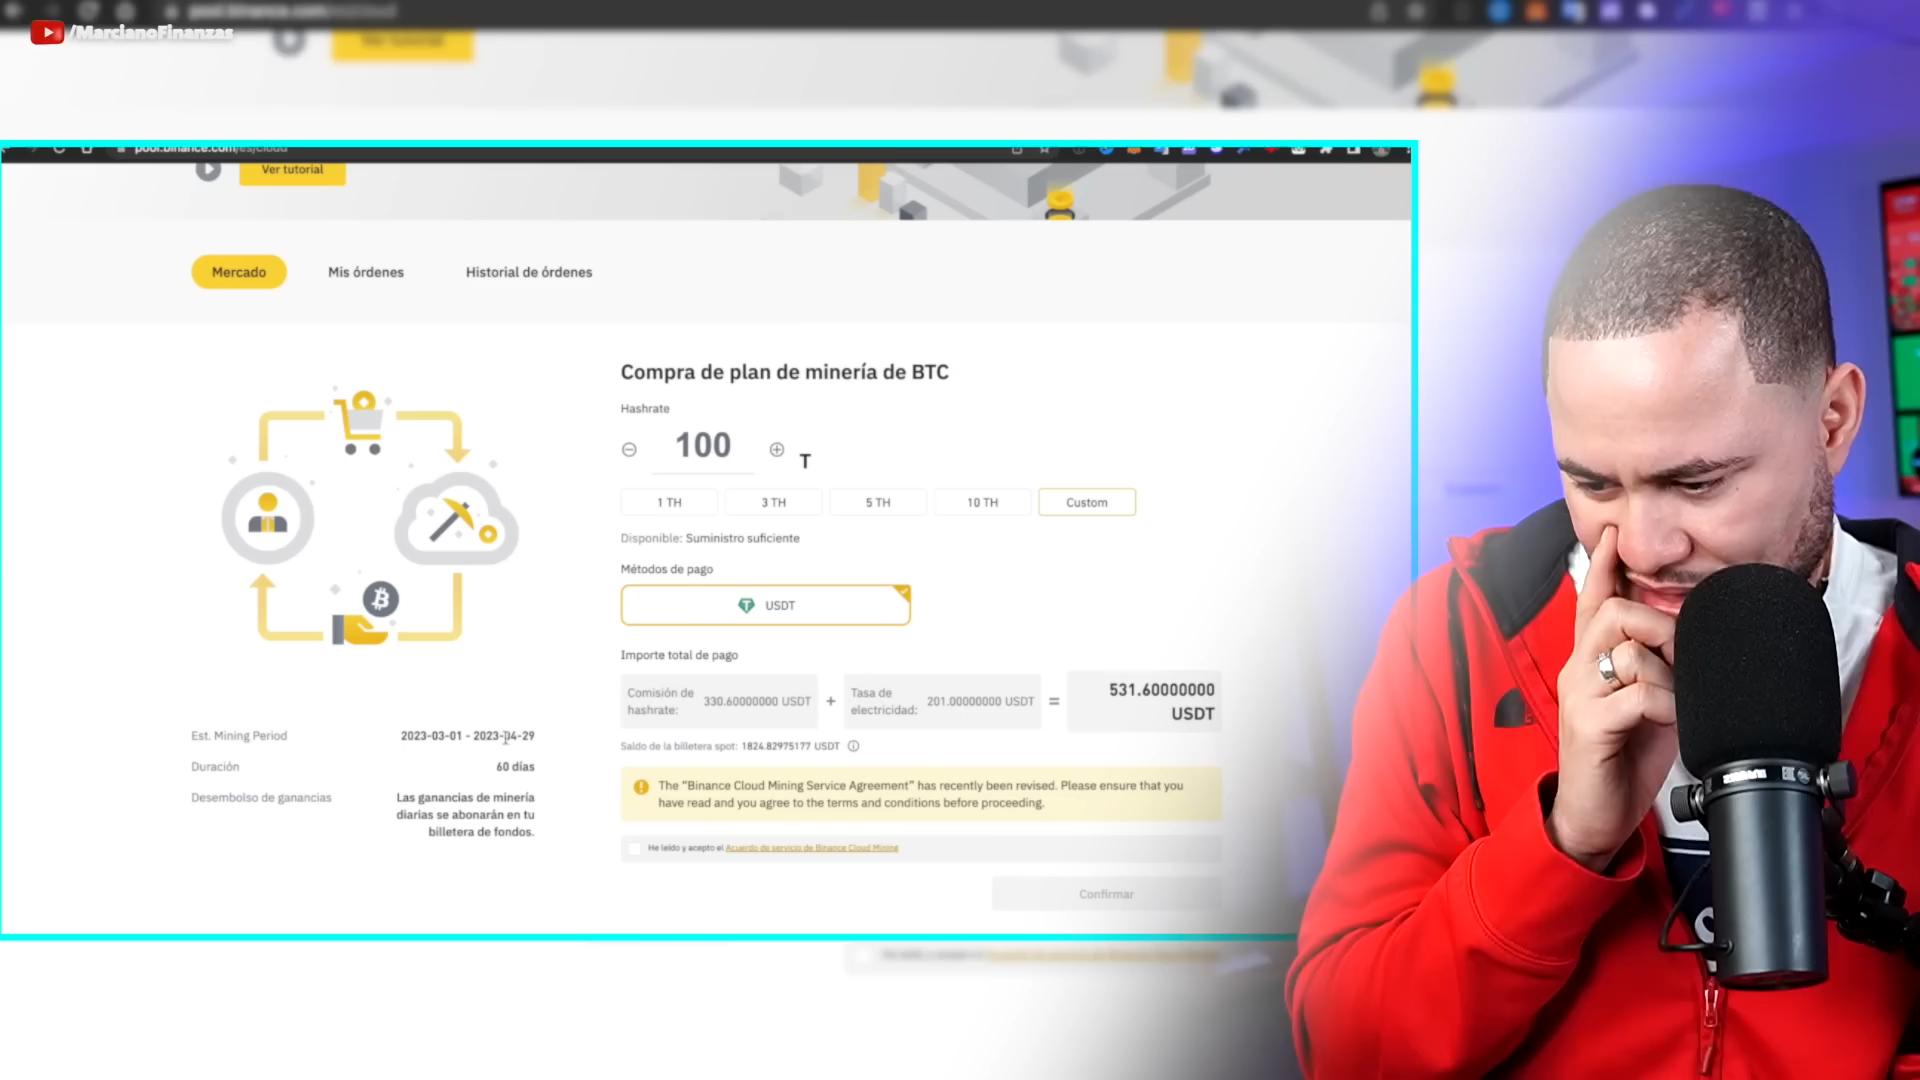 /MarcianoFinanzas
pool.binance.com/es/cloud
Ver tutorial
Mercado
Mis órdenes
Historial de órdenes
Compra de plan de minería de BTC
Hashrate
100
T
1 TH
3 TH
5 TH
10 TH
Custom
Disponible: Suministro suficiente
Métodos de pago
USDT
Importe total de pago
Comisión de hashrate:
330.60000000 USDT
+
Tasa de electricidad:
201.00000000 USDT
=
531.60000000
USDT
Saldo de la billetera spot: 1824.82975177 USDT
The “Binance Cloud Mining Service Agreement” has recently been revised. Please ensure that you
have read and you agree to the terms and conditions before proceeding.
He leído y acepto el Acuerdo de servicio de Binance Cloud Mining
Confirmar
Est. Mining Period
2023-03-01 - 2023-04-29
Duración
60 días
Desembolso de ganancias
Las ganancias de minería
diarias se abonarán en tu
billetera de fondos.